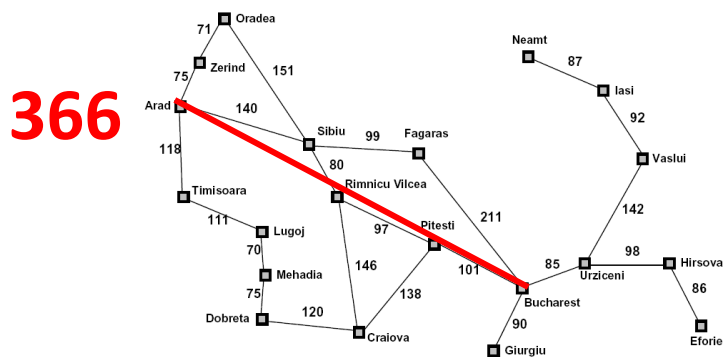 Oradea
71
Neamt
87
Zerind
151
Iasi
75
366
Arad
140
92
Sibiu
99
Fagaras
118
80
Vaslui
Rimnicu Vilcea
Timisoara
142
111
211
Lugoj
97
Pitesti
70
98
Hirsova
146
101
85
Mehadia
Urziceni
75
138
86
Bucharest
120
Dobreta
90
Craiova
Eforie
Giurgiu